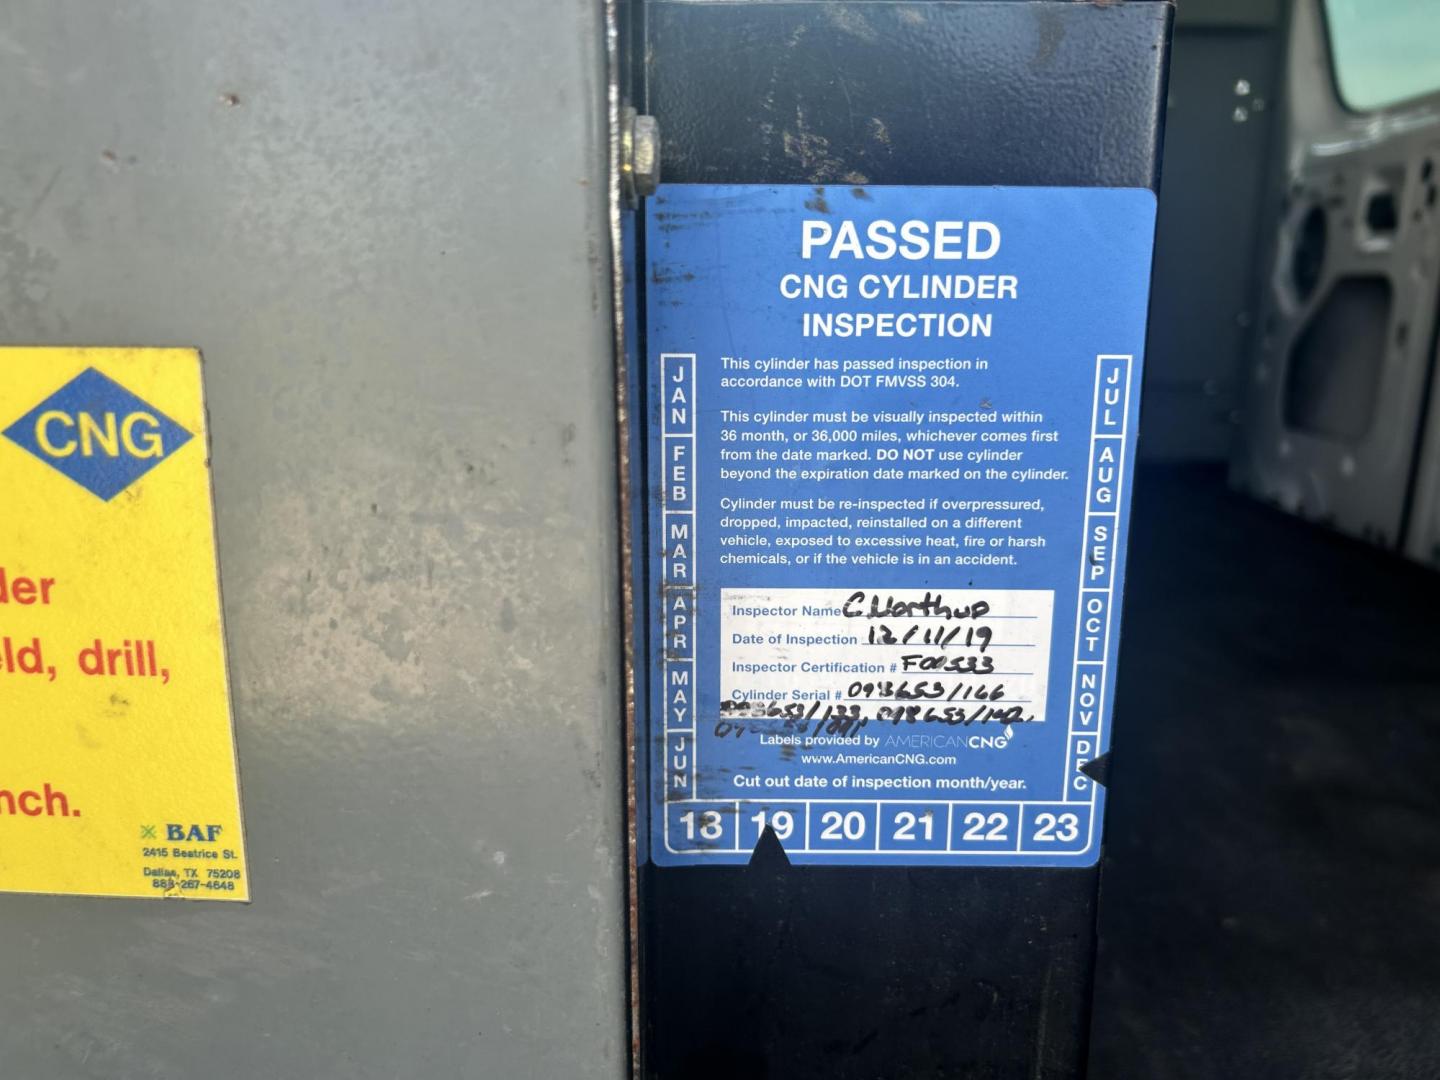 CNG
der
ld, drill,
nch.
BAF
2415 Beatrice St.
Dallas, TX 75208
888-267-4648
PASSED
CNG CYLINDER
INSPECTION
JAN
FEB
MAR
APR
MAY
JUN
This cylinder has passed inspection in
accordance with DOT FMVSS 304.
This cylinder must be visually inspected within
36 month, or 36,000 miles, whichever comes first
from the date marked. DO NOT use cylinder
beyond the expiration date marked on the cylinder.
Cylinder must be re-inspected if overpressured,
dropped, impacted, reinstalled on a different
vehicle, exposed to excessive heat, fire or harsh
chemicals, or if the vehicle is in an accident.
Inspector Name C. Northup
Date of Inspection 12/11/19
Inspector Certification # F00533
Cylinder Serial # 098653/166
Labels provided by AMERICANCNG
www.AmericanCNG.com
Cut out date of inspection month/year.
JUL
AUG
SEP
OCT
NOV
DEC
18 19 20 21 22 23